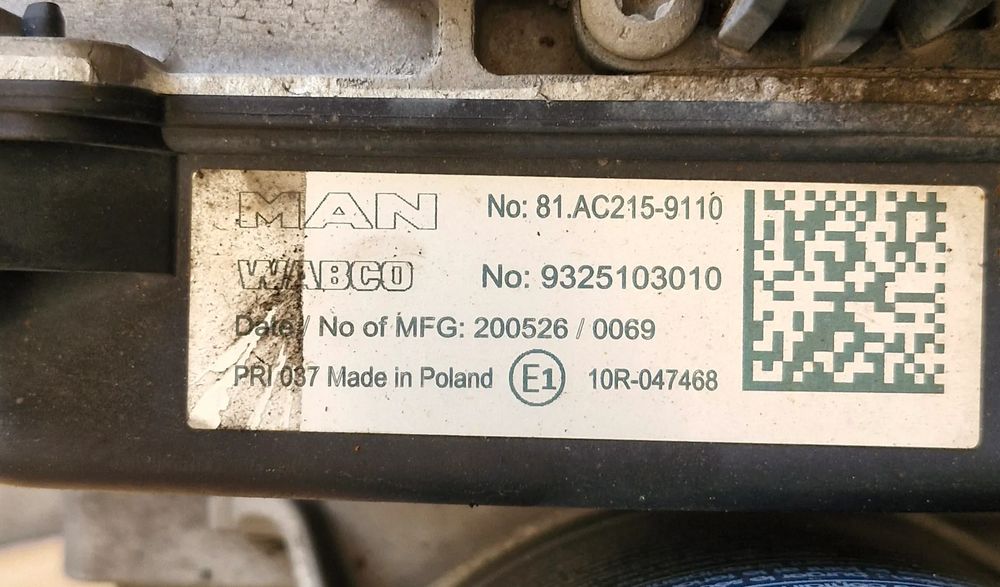 MAN No: 81.AC215-9110
WABCO No: 9325103010
Date / No of MFG: 200526 / 0069
PRI 037 Made in Poland E1 10R-047468